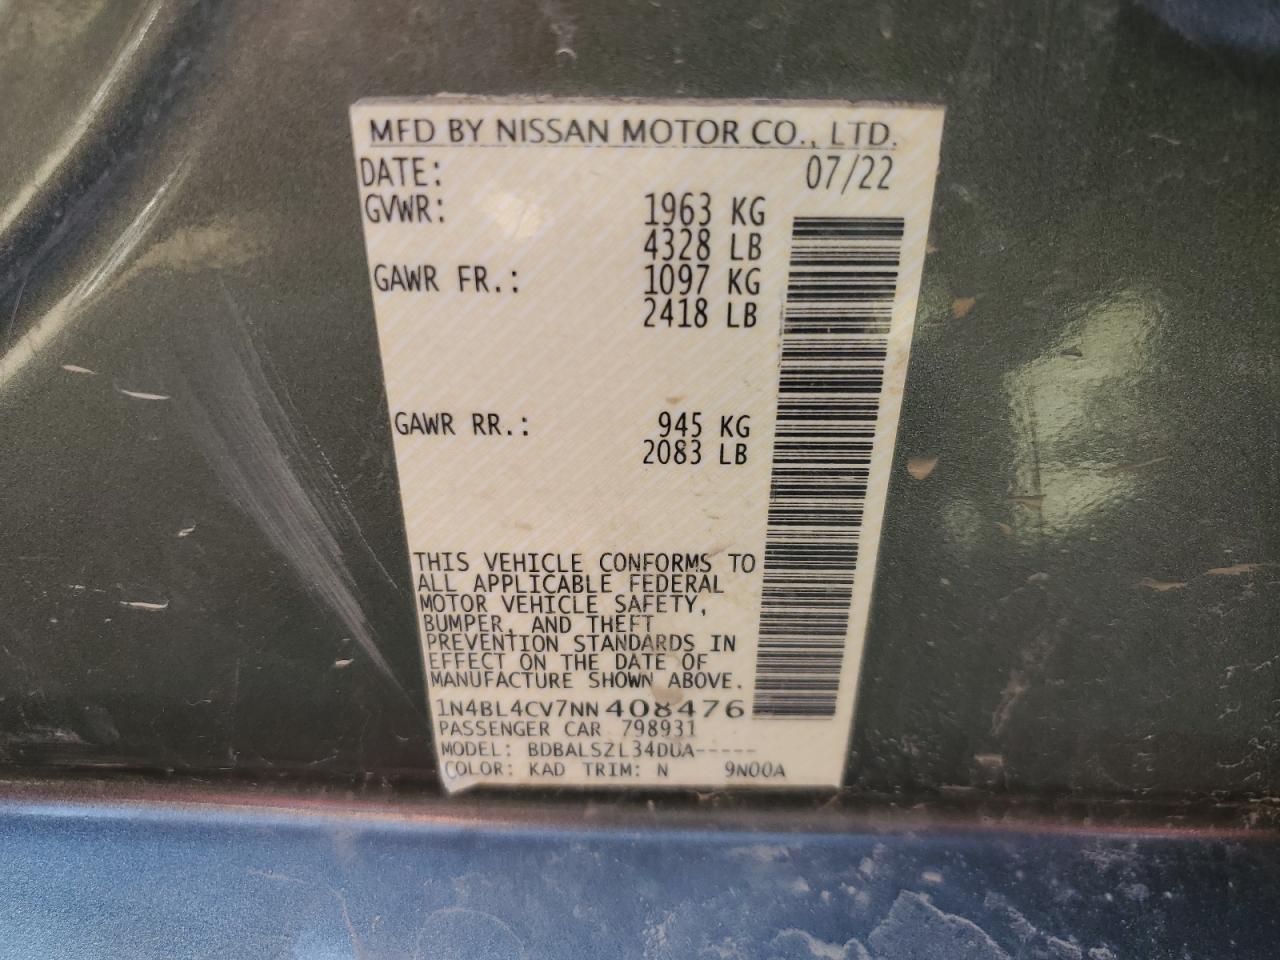 MFD BY NISSAN MOTOR CO., LTD.
DATE: 07/22
GVWR: 1963 KG
4328 LB
GAWR FR.: 1097 KG
2418 LB
GAWR RR.: 945 KG
2083 LB
THIS VEHICLE CONFORMS TO
ALL APPLICABLE FEDERAL
MOTOR VEHICLE SAFETY,
BUMPER, AND THEFT
PREVENTION STANDARDS IN
EFFECT ON THE DATE OF
MANUFACTURE SHOWN ABOVE.
1N4BL4CV7NN408476
PASSENGER CAR 798931
MODEL: BDBALSZL34DUA-----
COLOR: KAD TRIM: N 9N00A